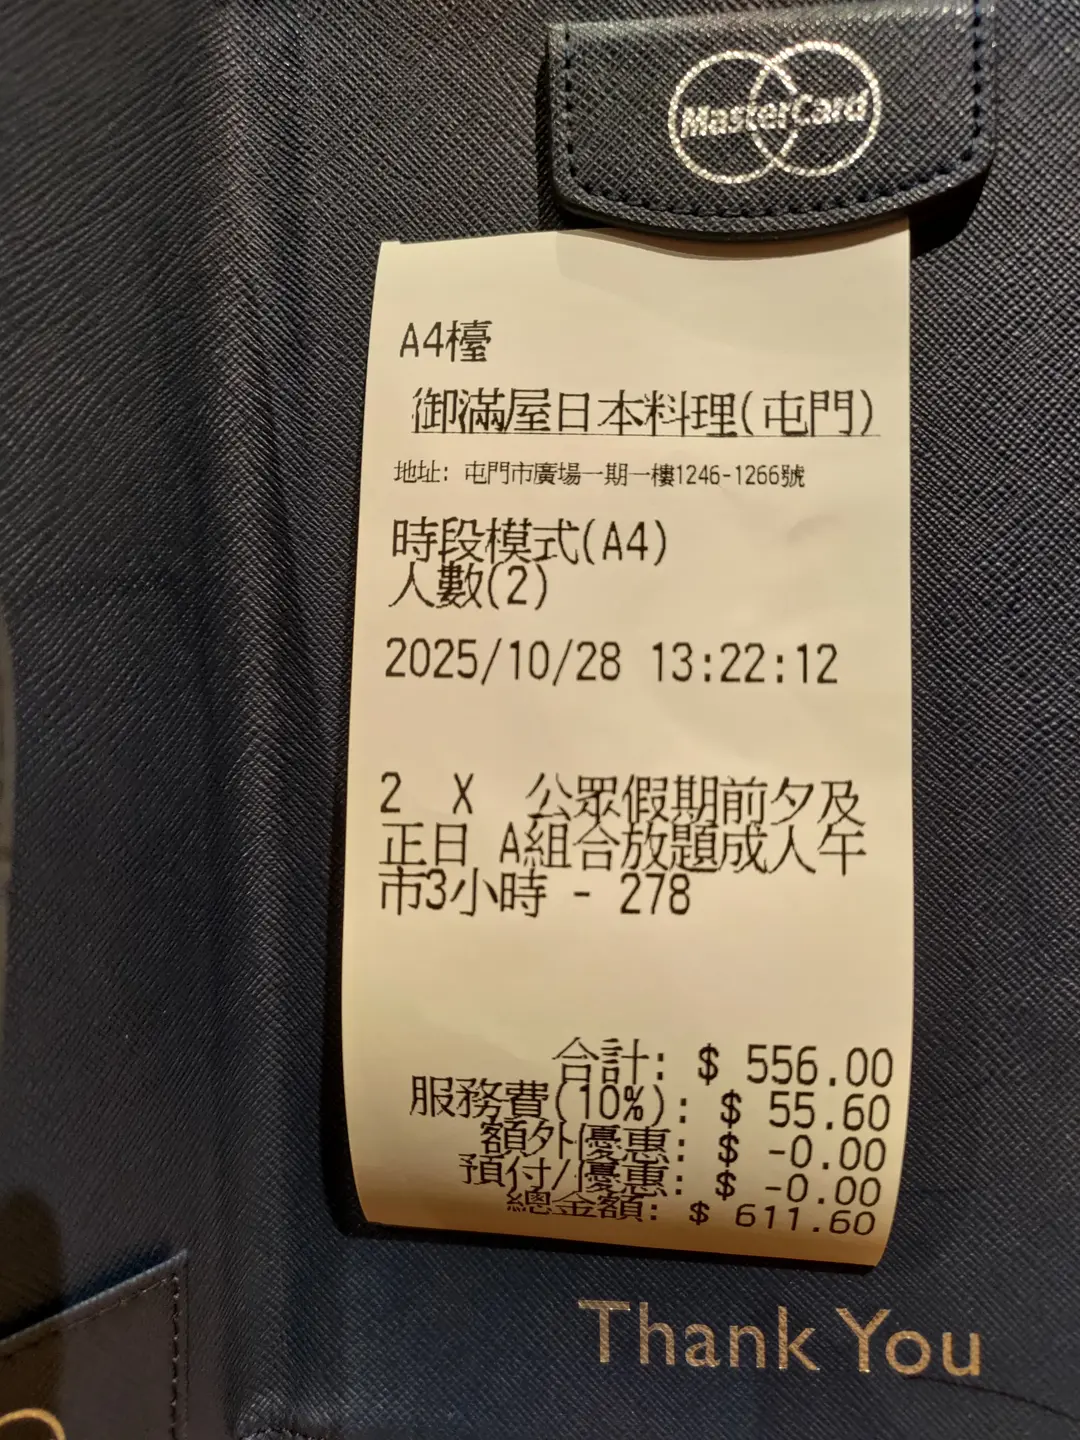 MasterCard
A4檯
御滿屋日本料理(屯門)
地址: 屯門市廣場一期一樓1246-1266號
時段模式(A4)
人數(2)
2025/10/28 13:22:12
2 X 公眾假期前夕及
正日 A組合放題成人午
市3小時 - 278
合計: $ 556.00
服務費(10%): $ 55.60
額外優惠: $ -0.00
預付/優惠: $ -0.00
總金額: $ 611.60
Thank You